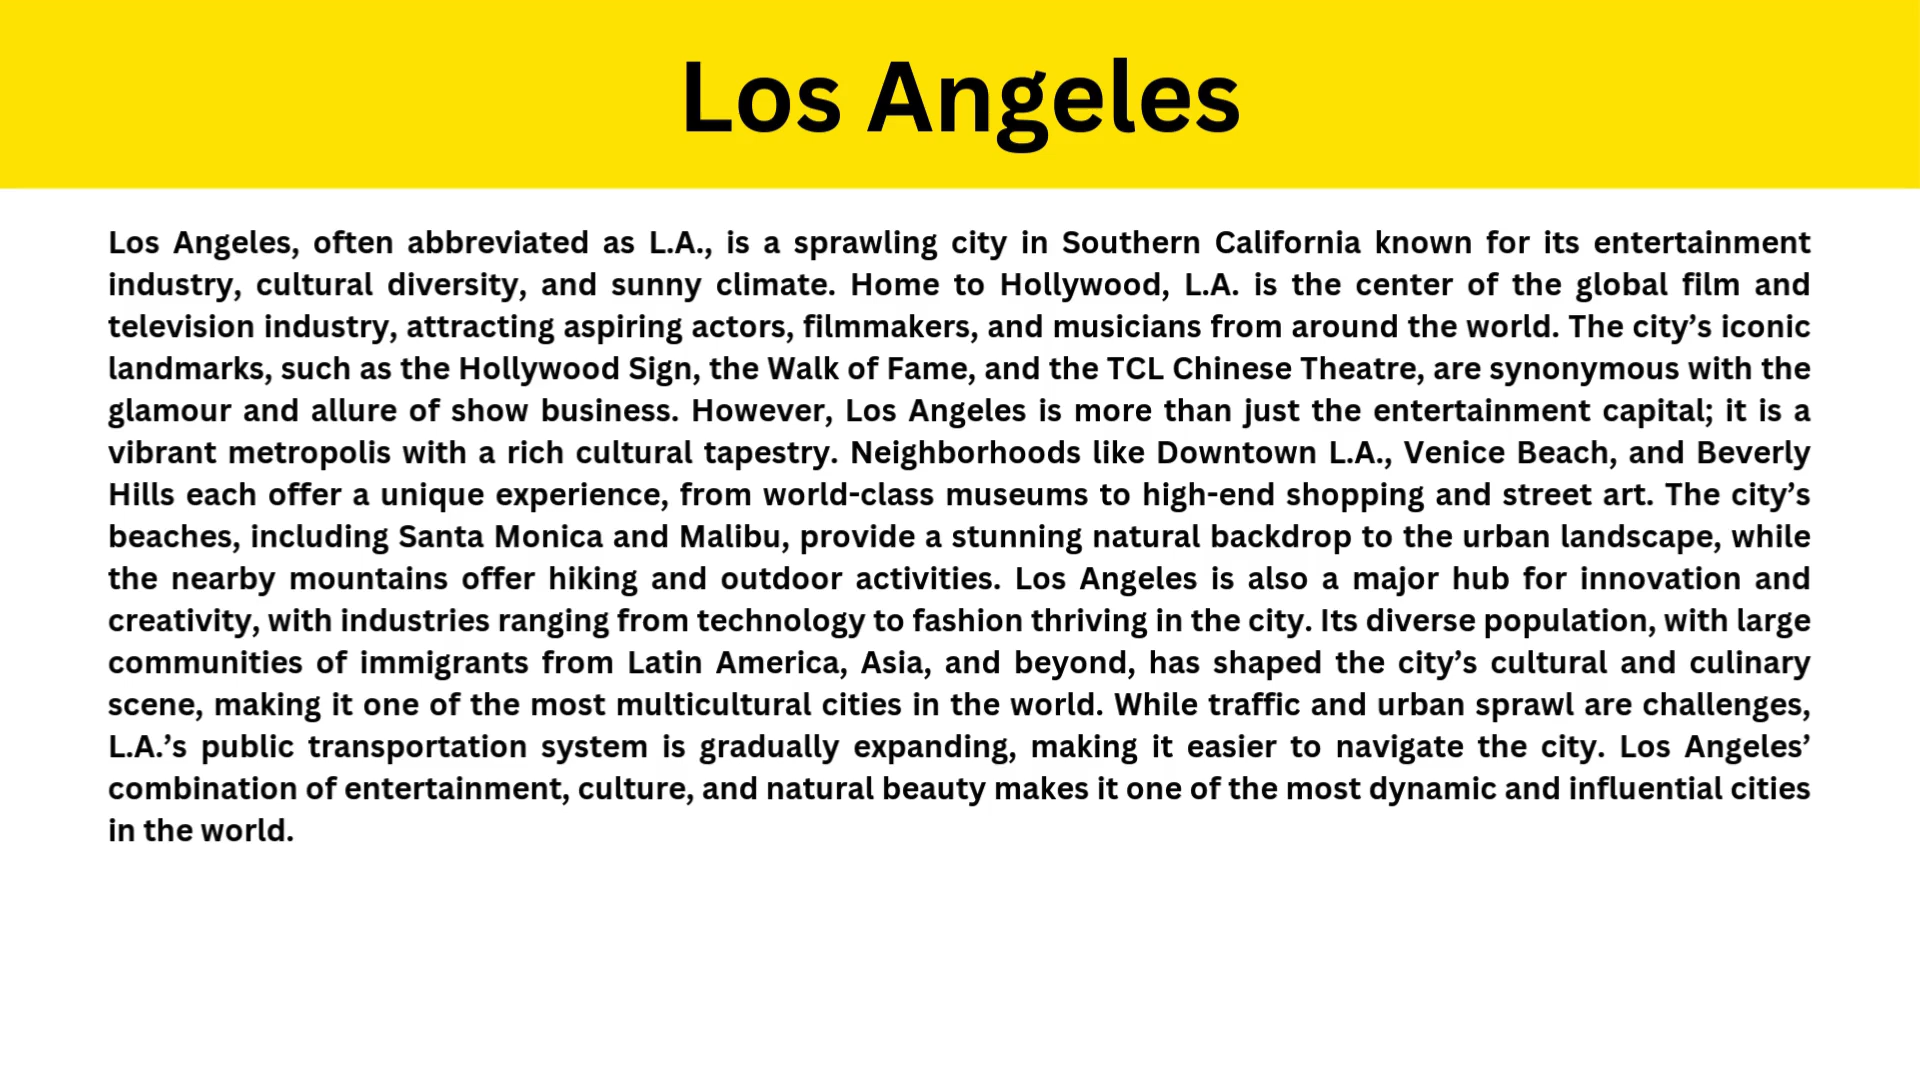 Los Angeles
Los Angeles, often abbreviated as L.A., is a sprawling city in Southern California known for its entertainment
industry, cultural diversity, and sunny climate. Home to Hollywood, L.A. is the center of the global film and
television industry, attracting aspiring actors, filmmakers, and musicians from around the world. The city’s iconic
landmarks, such as the Hollywood Sign, the Walk of Fame, and the TCL Chinese Theatre, are synonymous with the
glamour and allure of show business. However, Los Angeles is more than just the entertainment capital; it is a
vibrant metropolis with a rich cultural tapestry. Neighborhoods like Downtown L.A., Venice Beach, and Beverly
Hills each offer a unique experience, from world-class museums to high-end shopping and street art. The city’s
beaches, including Santa Monica and Malibu, provide a stunning natural backdrop to the urban landscape, while
the nearby mountains offer hiking and outdoor activities. Los Angeles is also a major hub for innovation and
creativity, with industries ranging from technology to fashion thriving in the city. Its diverse population, with large
communities of immigrants from Latin America, Asia, and beyond, has shaped the city’s cultural and culinary
scene, making it one of the most multicultural cities in the world. While traffic and urban sprawl are challenges,
L.A.’s public transportation system is gradually expanding, making it easier to navigate the city. Los Angeles’
combination of entertainment, culture, and natural beauty makes it one of the most dynamic and influential cities
in the world.